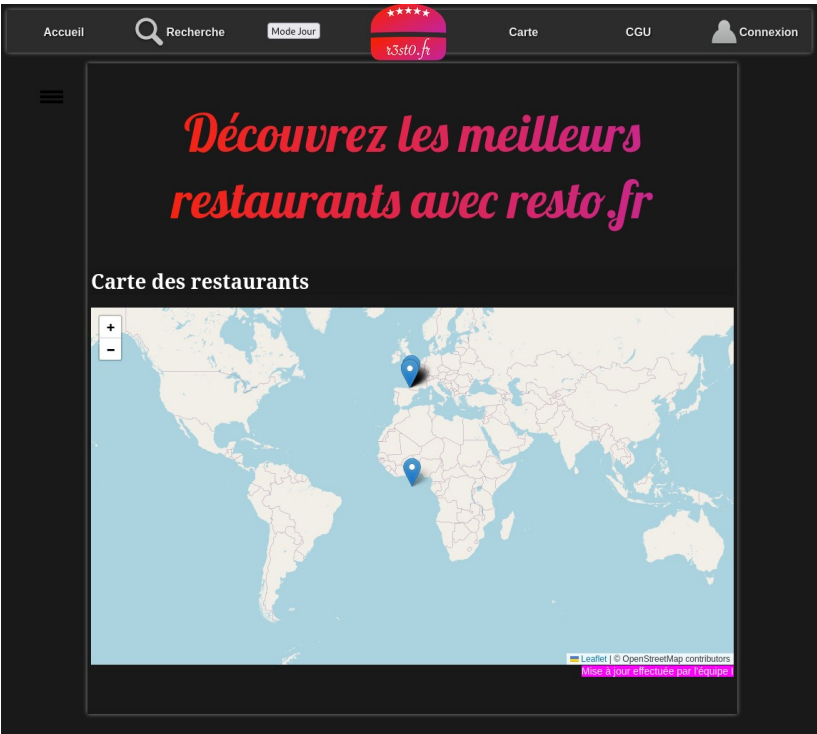 Accueil
Recherche
Mode Jour
r3st0.fr
Carte
CGU
Connexion
Découvrez les meilleurs
restaurants avec resto.fr
Carte des restaurants
+
−
Leaflet | © OpenStreetMap contributors
Mise à jour effectuée par l'équipe